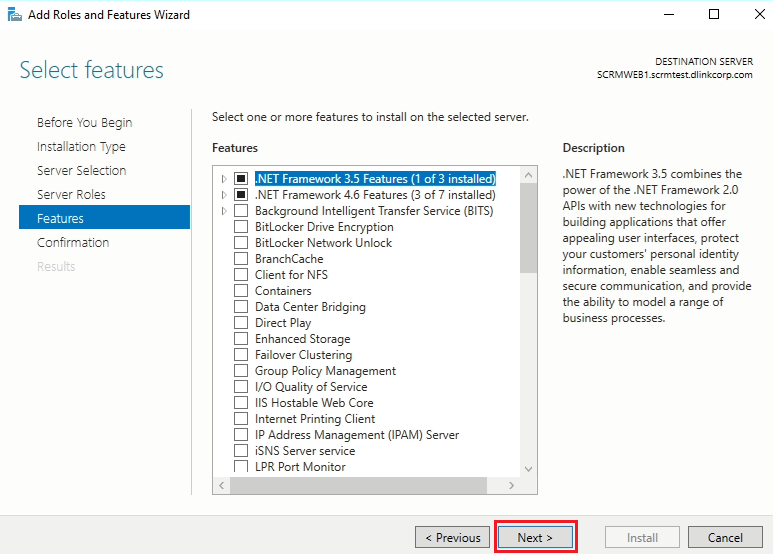 Add Roles and Features Wizard
Select features
DESTINATION SERVER
SCRMWEB1.scrmtest.dlinkcorp.com
Before You Begin
Installation Type
Server Selection
Server Roles
Features
Confirmation
Results
Select one or more features to install on the selected server.
Features
.NET Framework 3.5 Features (1 of 3 installed)
.NET Framework 4.6 Features (3 of 7 installed)
Background Intelligent Transfer Service (BITS)
BitLocker Drive Encryption
BitLocker Network Unlock
BranchCache
Client for NFS
Containers
Data Center Bridging
Direct Play
Enhanced Storage
Failover Clustering
Group Policy Management
I/O Quality of Service
IIS Hostable Web Core
Internet Printing Client
IP Address Management (IPAM) Server
iSNS Server service
LPR Port Monitor
Description
.NET Framework 3.5 combines the
power of the .NET Framework 2.0
APIs with new technologies for
building applications that offer
appealing user interfaces, protect
your customers' personal identity
information, enable seamless and
secure communication, and provide
the ability to model a range of
business processes.
< Previous
Next >
Install
Cancel